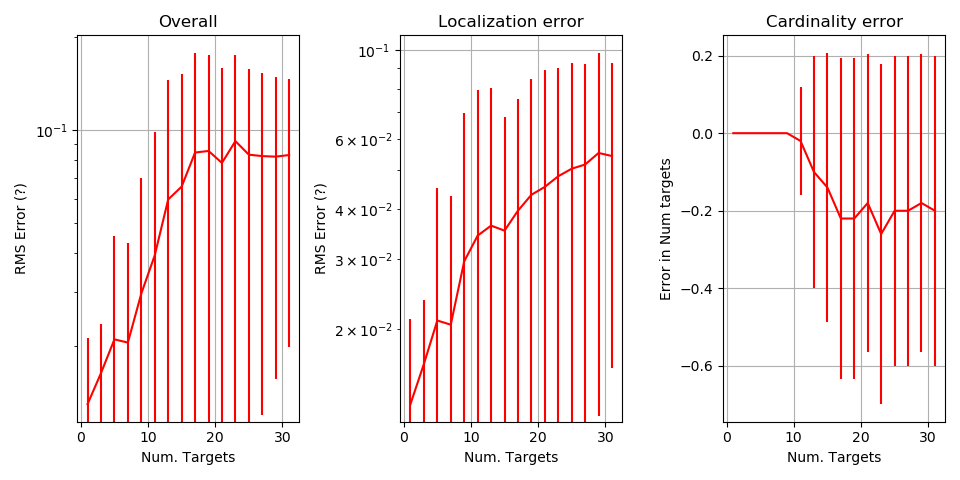 Overall
Localization error
Cardinality error
RMS Error (?)
10⁻¹
0 10 20 30
Num. Targets
RMS Error (?)
10⁻¹
6 × 10⁻²
4 × 10⁻²
3 × 10⁻²
2 × 10⁻²
0 10 20 30
Num. Targets
Error in Num targets
0.2
0.0
−0.2
−0.4
−0.6
0 10 20 30
Num. Targets